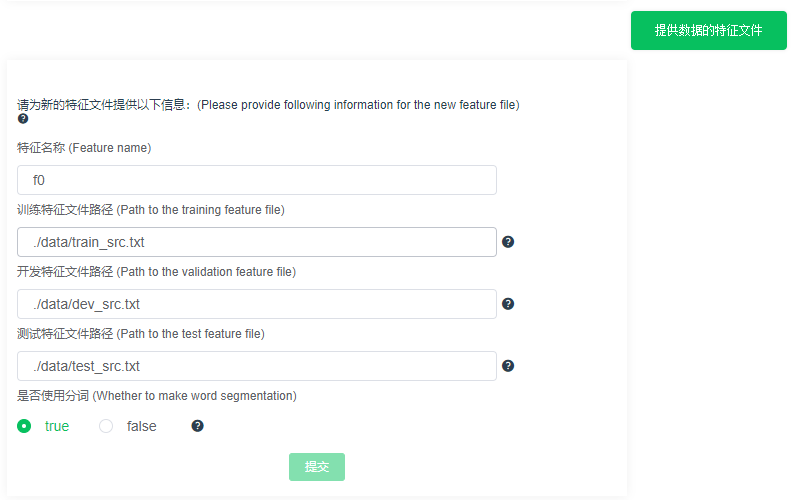 提供数据的特征文件
请为新的特征文件提供以下信息：(Please provide following information for the new feature file)
?
特征名称 (Feature name)
f0
训练特征文件路径 (Path to the training feature file)
./data/train_src.txt ?
开发特征文件路径 (Path to the validation feature file)
./data/dev_src.txt ?
测试特征文件路径 (Path to the test feature file)
./data/test_src.txt ?
是否使用分词 (Whether to make word segmentation)
true false ?
提交